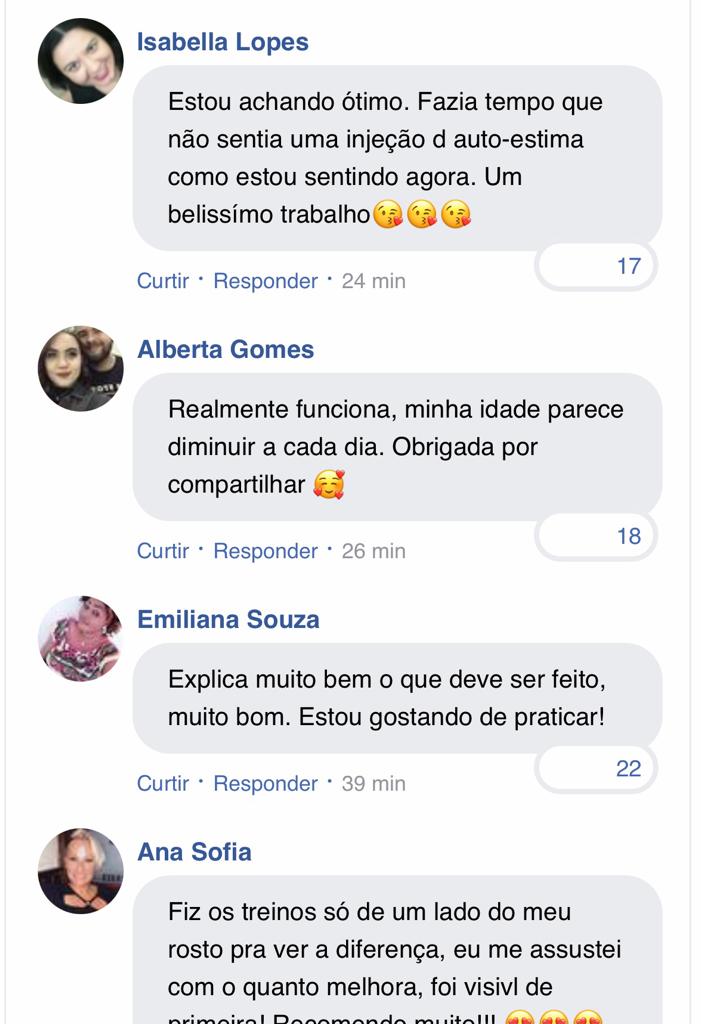 Isabella Lopes
Estou achando ótimo. Fazia tempo que
não sentia uma injeção d auto-estima
como estou sentindo agora. Um
belissímo trabalho😘😘😘
17
Curtir · Responder · 24 min
Alberta Gomes
Realmente funciona, minha idade parece
diminuir a cada dia. Obrigada por
compartilhar 🥰
18
Curtir · Responder · 26 min
Emiliana Souza
Explica muito bem o que deve ser feito,
muito bom. Estou gostando de praticar!
22
Curtir · Responder · 39 min
Ana Sofia
Fiz os treinos só de um lado do meu
rosto pra ver a diferença, eu me assustei
com o quanto melhora, foi visivl de
primeira! Recomendo muito!!! 😍😍😍